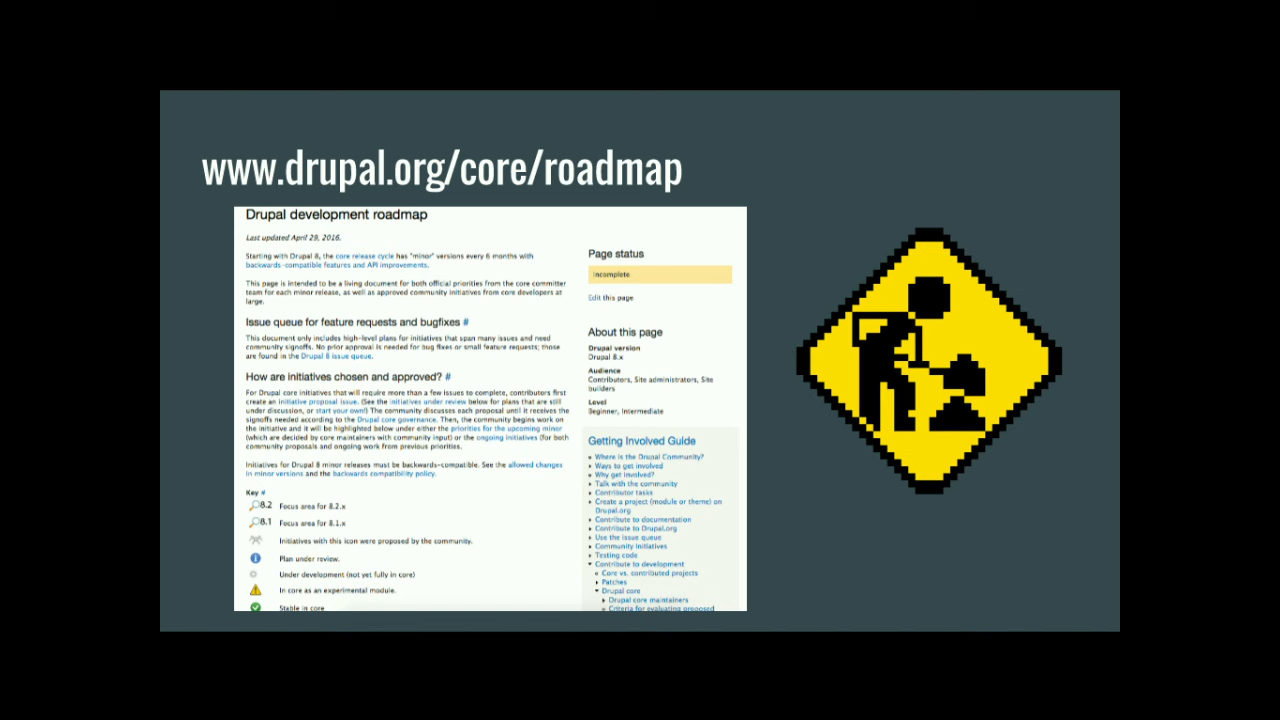 www.drupal.org/core/roadmap
Drupal development roadmap
Last updated April 29, 2016.
Starting with Drupal 8, the core release cycle has "minor" versions every 6 months with
backwards-compatible features and API improvements.
This page is intended to be a living document for both official priorities from the core committer
team for each minor release, as well as approved community initiatives from core developers at
large.
Issue queue for feature requests and bugfixes #
This document only includes high-level plans for initiatives that span many issues and need
community signoffs. No prior approval is needed for bug fixes or small feature requests; those
are found in the Drupal 8 issue queue.
How are initiatives chosen and approved? #
For Drupal core initiatives that will require more than a few issues to complete, contributors first
create an initiative proposal issue. (See the initiatives under review below for plans that are still
under discussion, or start your own!) The community discusses each proposal until it receives the
signoffs needed according to the Drupal core governance. Then, the community begins work on
the initiative and it will be highlighted below under either the priorities for the upcoming minor
(which are decided by core maintainers with community input) or the ongoing initiatives (for both
community proposals and ongoing work from previous priorities.
Initiatives for Drupal 8 minor releases must be backwards-compatible. See the allowed changes
in minor versions and the backwards compatibility policy.
Key #
8.2 Focus area for 8.2.x
8.1 Focus area for 8.1.x
Initiatives with this icon were proposed by the community.
Plan under review.
Under development (not yet fully in core)
In core as an experimental module.
Stable in core
Page status
Incomplete
Edit this page
About this page
Drupal version
Drupal 8.x
Audience
Contributors, Site administrators, Site
builders
Level
Beginner, Intermediate
Getting Involved Guide
Where is the Drupal Community?
Ways to get involved
Why get involved?
Talk with the community
Contributor tasks
Create a project (module or theme) on
Drupal.org
Contribute to documentation
Contribute to Drupal.org
Use the issue queue
Community initiatives
Testing code
Contribute to development
Core vs. contributed projects
Patches
Drupal core
Drupal core maintainers
Criteria for evaluating proposed